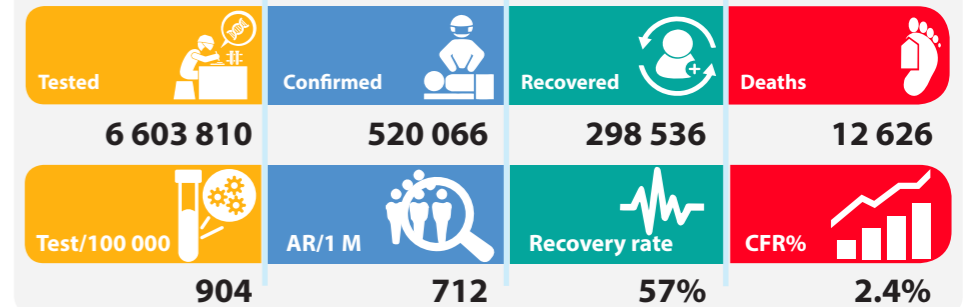 Tested Confirmed Recovered Deaths
6 603 810 520 066 298 536 12 626
Test/100 000 AR/1 M Recovery rate CFR%
904 712 57% 2.4%